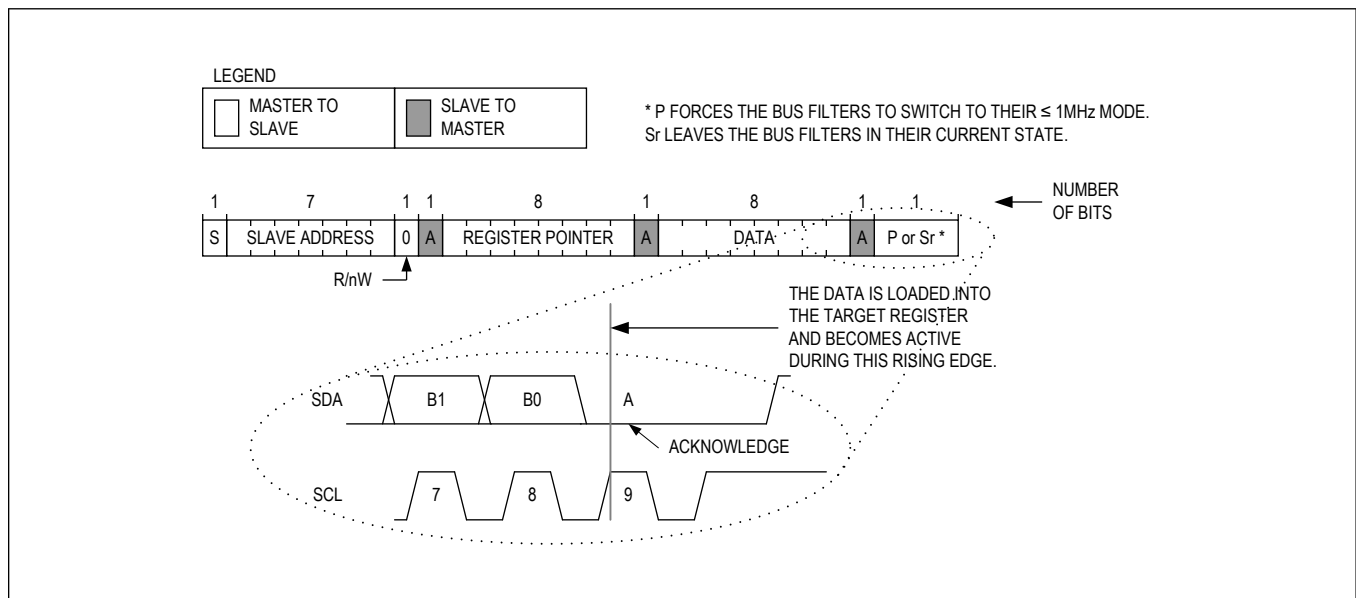 LEGEND
MASTER TO
SLAVE
SLAVE TO
MASTER
* P FORCES THE BUS FILTERS TO SWITCH TO THEIR ≤ 1MHz MODE.
Sr LEAVES THE BUS FILTERS IN THEIR CURRENT STATE.
1 7 1 1 8 1 8 1 1
NUMBER
OF BITS
S SLAVE ADDRESS 0 A REGISTER POINTER A DATA A P or Sr *
R/nW
THE DATA IS LOADED INTO
THE TARGET REGISTER
AND BECOMES ACTIVE
DURING THIS RISING EDGE.
SDA B1 B0 A
ACKNOWLEDGE
SCL 7 8 9